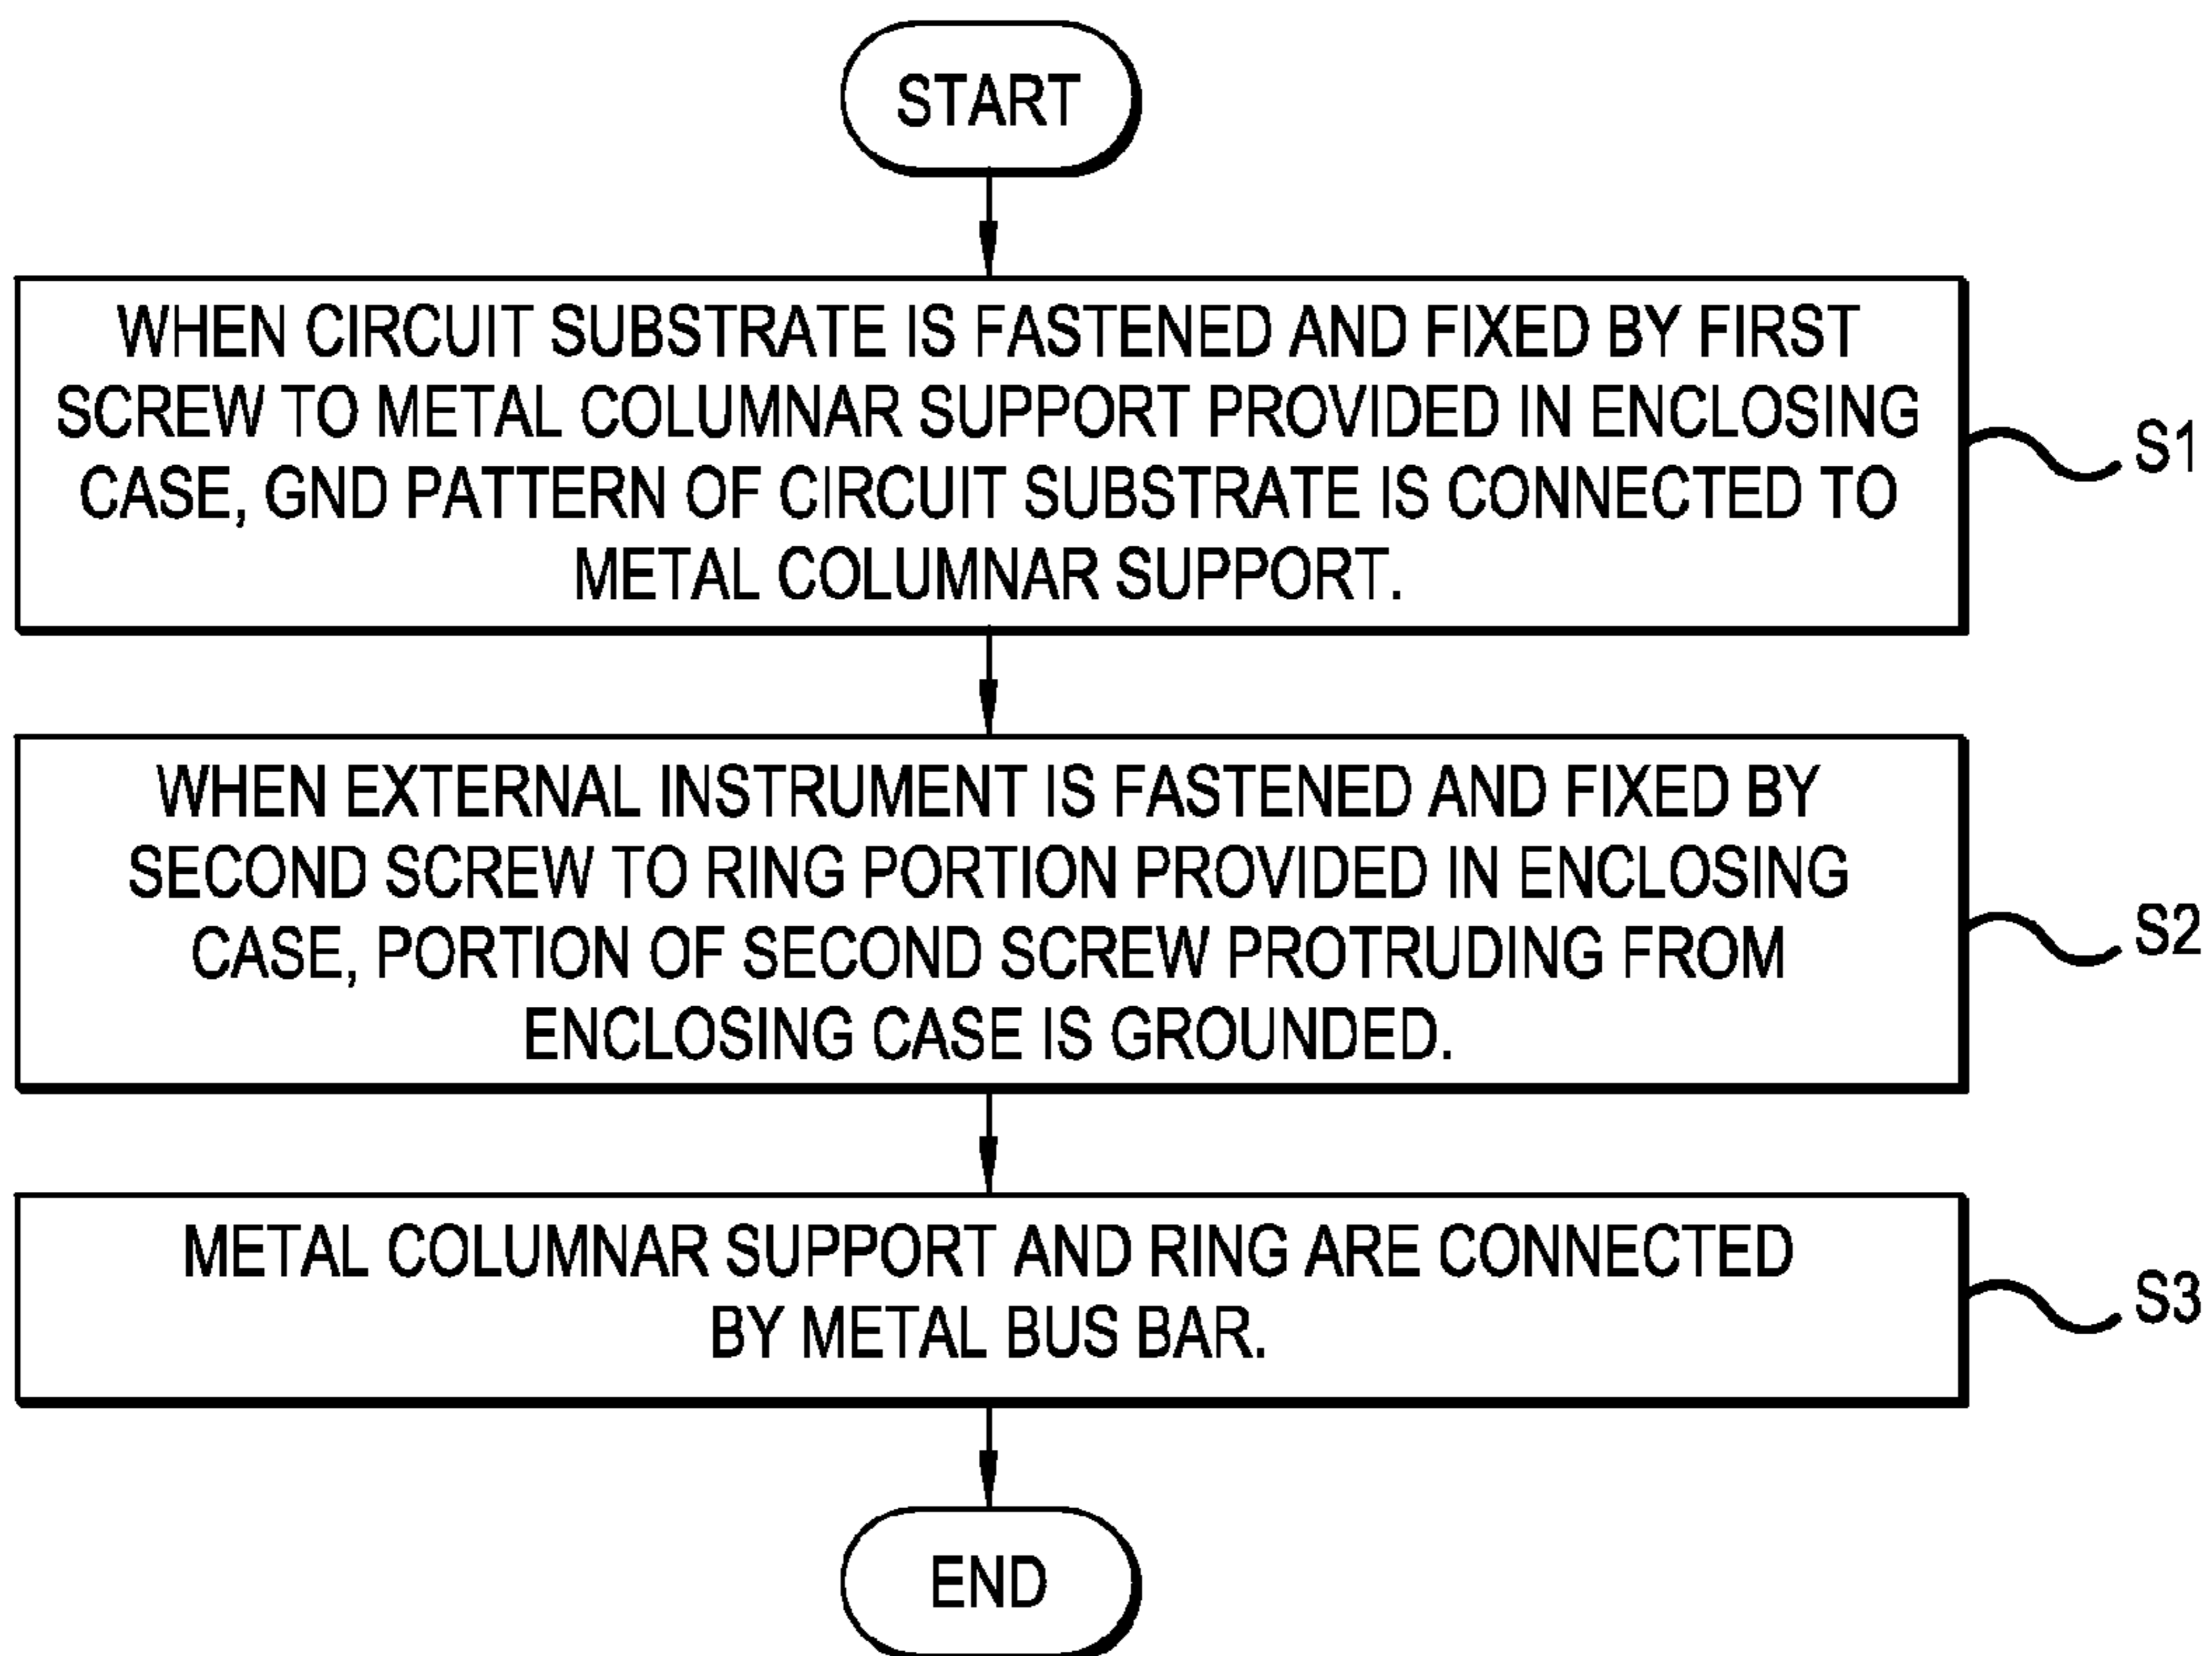 START
WHEN CIRCUIT SUBSTRATE IS FASTENED AND FIXED BY FIRST
SCREW TO METAL COLUMNAR SUPPORT PROVIDED IN ENCLOSING
CASE, GND PATTERN OF CIRCUIT SUBSTRATE IS CONNECTED TO
METAL COLUMNAR SUPPORT.
S1
WHEN EXTERNAL INSTRUMENT IS FASTENED AND FIXED BY
SECOND SCREW TO RING PORTION PROVIDED IN ENCLOSING
CASE, PORTION OF SECOND SCREW PROTRUDING FROM
ENCLOSING CASE IS GROUNDED.
S2
METAL COLUMNAR SUPPORT AND RING ARE CONNECTED
BY METAL BUS BAR.
S3
END